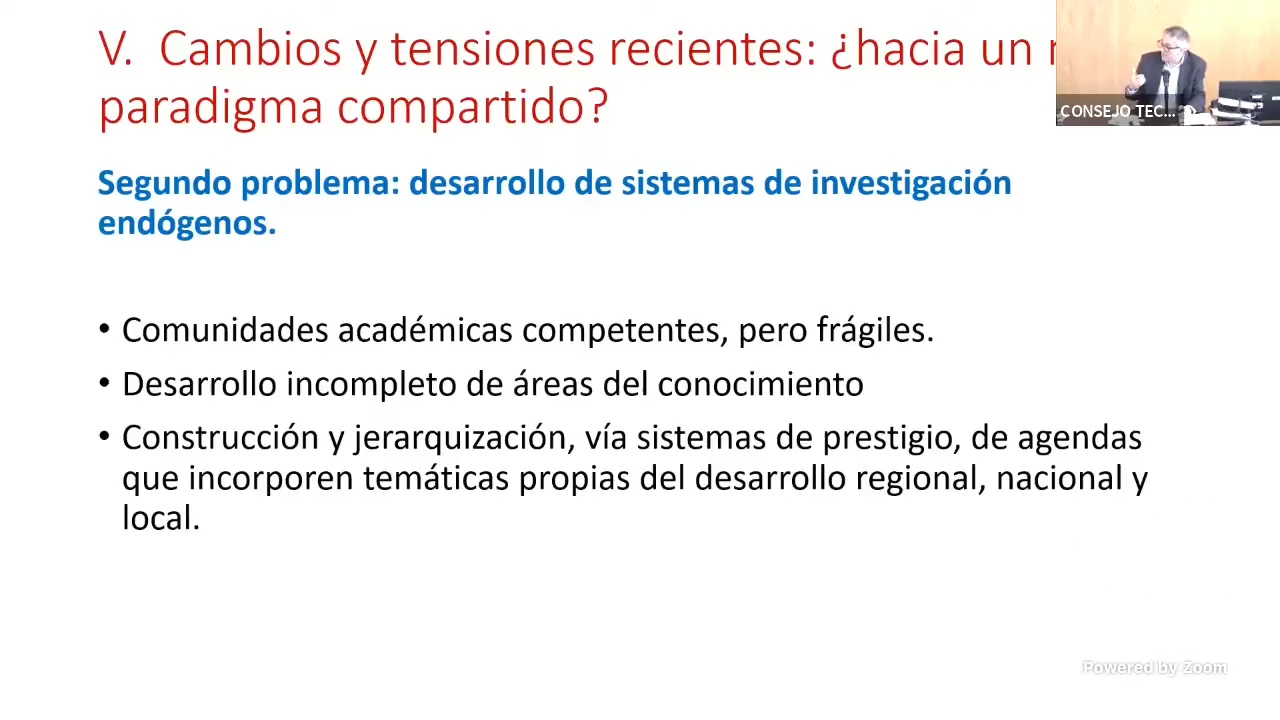 V. Cambios y tensiones recientes: ¿hacia un
paradigma compartido?
CONSEJO TEC...
Segundo problema: desarrollo de sistemas de investigación
endógenos.
• Comunidades académicas competentes, pero frágiles.
• Desarrollo incompleto de áreas del conocimiento
• Construcción y jerarquización, vía sistemas de prestigio, de agendas
que incorporen temáticas propias del desarrollo regional, nacional y
local.
Powered by Zoom